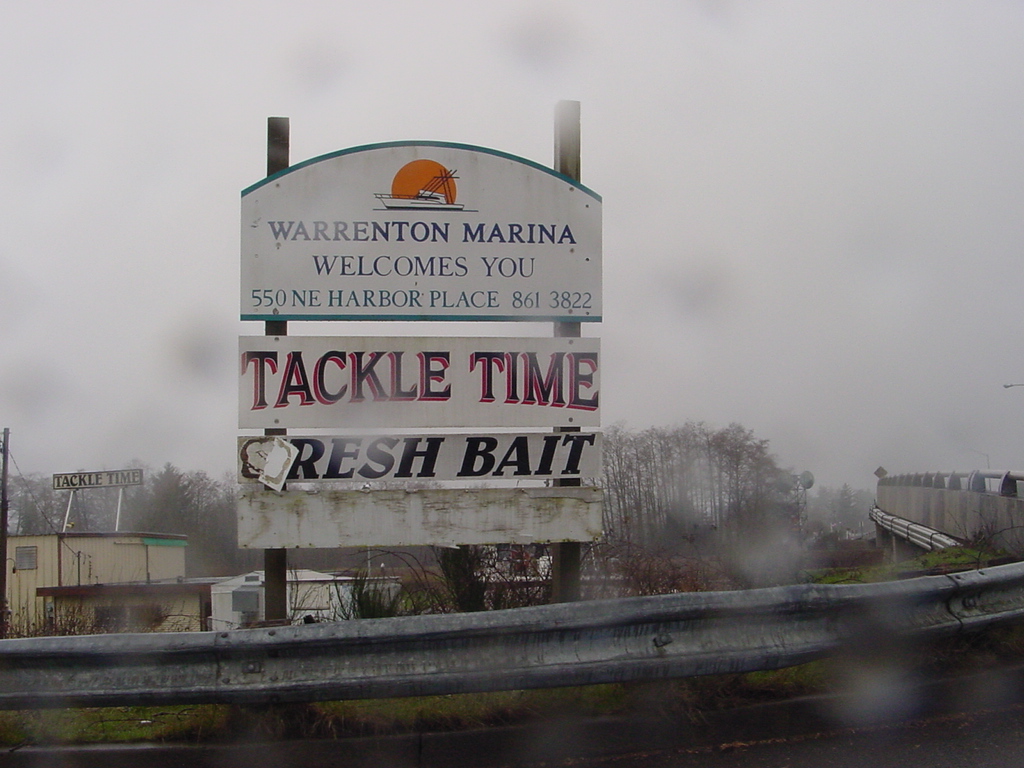 WARRENTON MARINA
WELCOMES YOU
550 NE HARBOR PLACE 861 3822
TACKLE TIME
RESH BAIT
TACKLE TIME